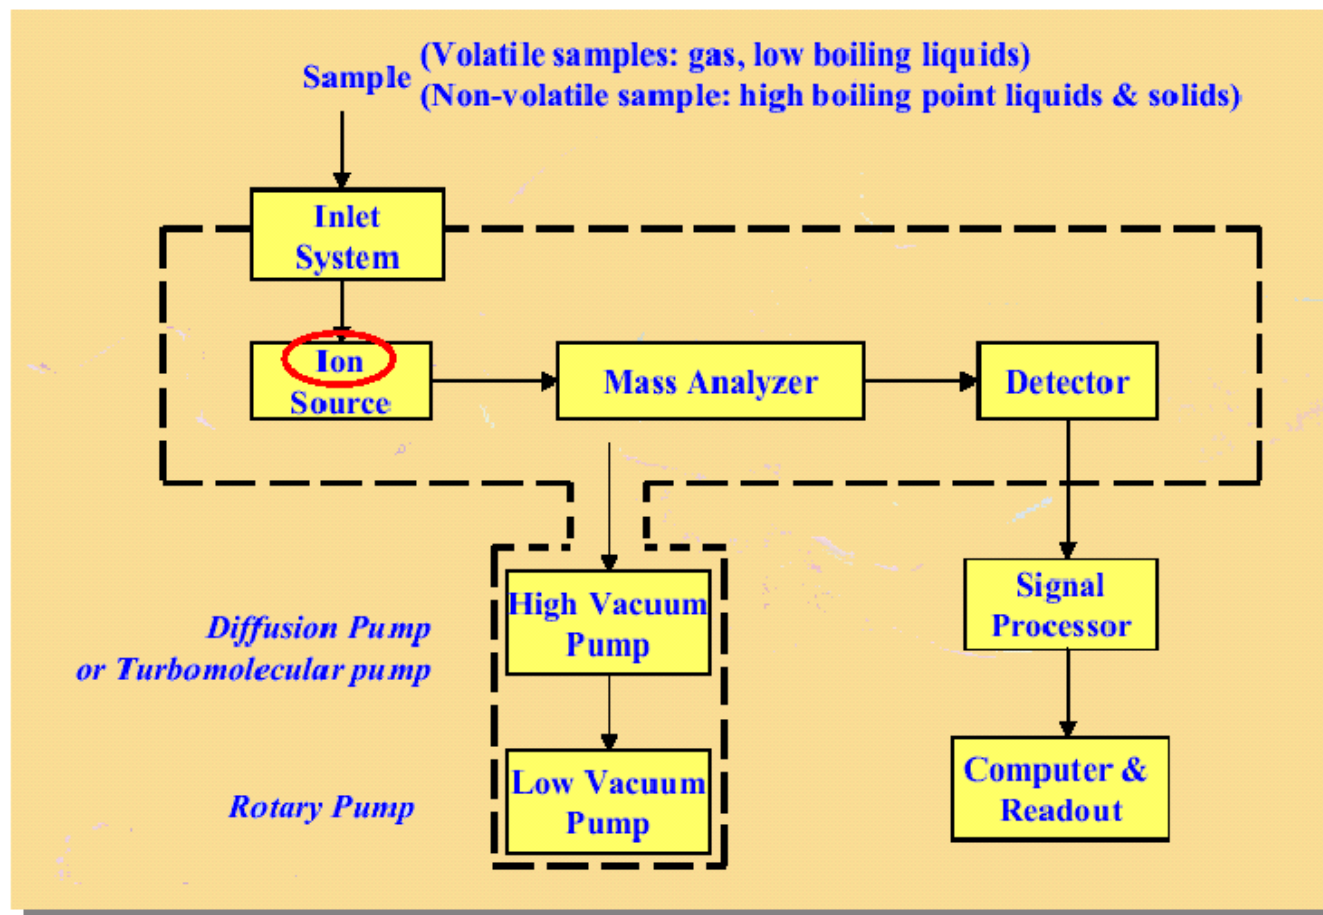 Sample
(Volatile samples: gas, low boiling liquids)
(Non-volatile sample: high boiling point liquids & solids)
Inlet
System
Ion
Source
Mass Analyzer
Detector
High Vacuum
Pump
Diffusion Pump
or Turbomolecular pump
Signal
Processor
Low Vacuum
Pump
Rotary Pump
Computer &
Readout